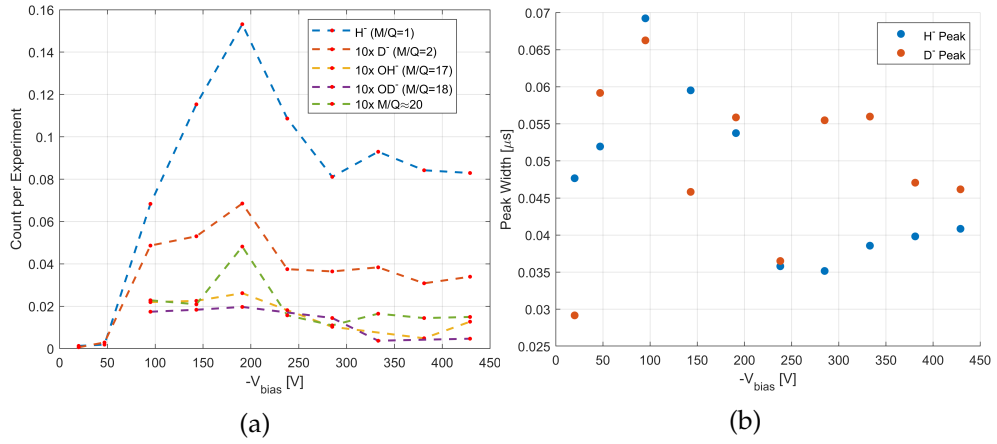 0.16
0.14
0.12
0.1
0.08
0.06
0.04
0.02
0
Count per Experiment
0 50 100 150 200 250 300 350 400 450
-V_bias [V]
H⁻ (M/Q=1)
10x D⁻ (M/Q=2)
10x OH⁻ (M/Q=17)
10x OD⁻ (M/Q=18)
10x M/Q≈20
(a)
0.07
0.065
0.06
0.055
0.05
0.045
0.04
0.035
0.03
0.025
Peak Width [μs]
0 50 100 150 200 250 300 350 400 450
-V_bias [V]
H⁻ Peak
D⁻ Peak
(b)